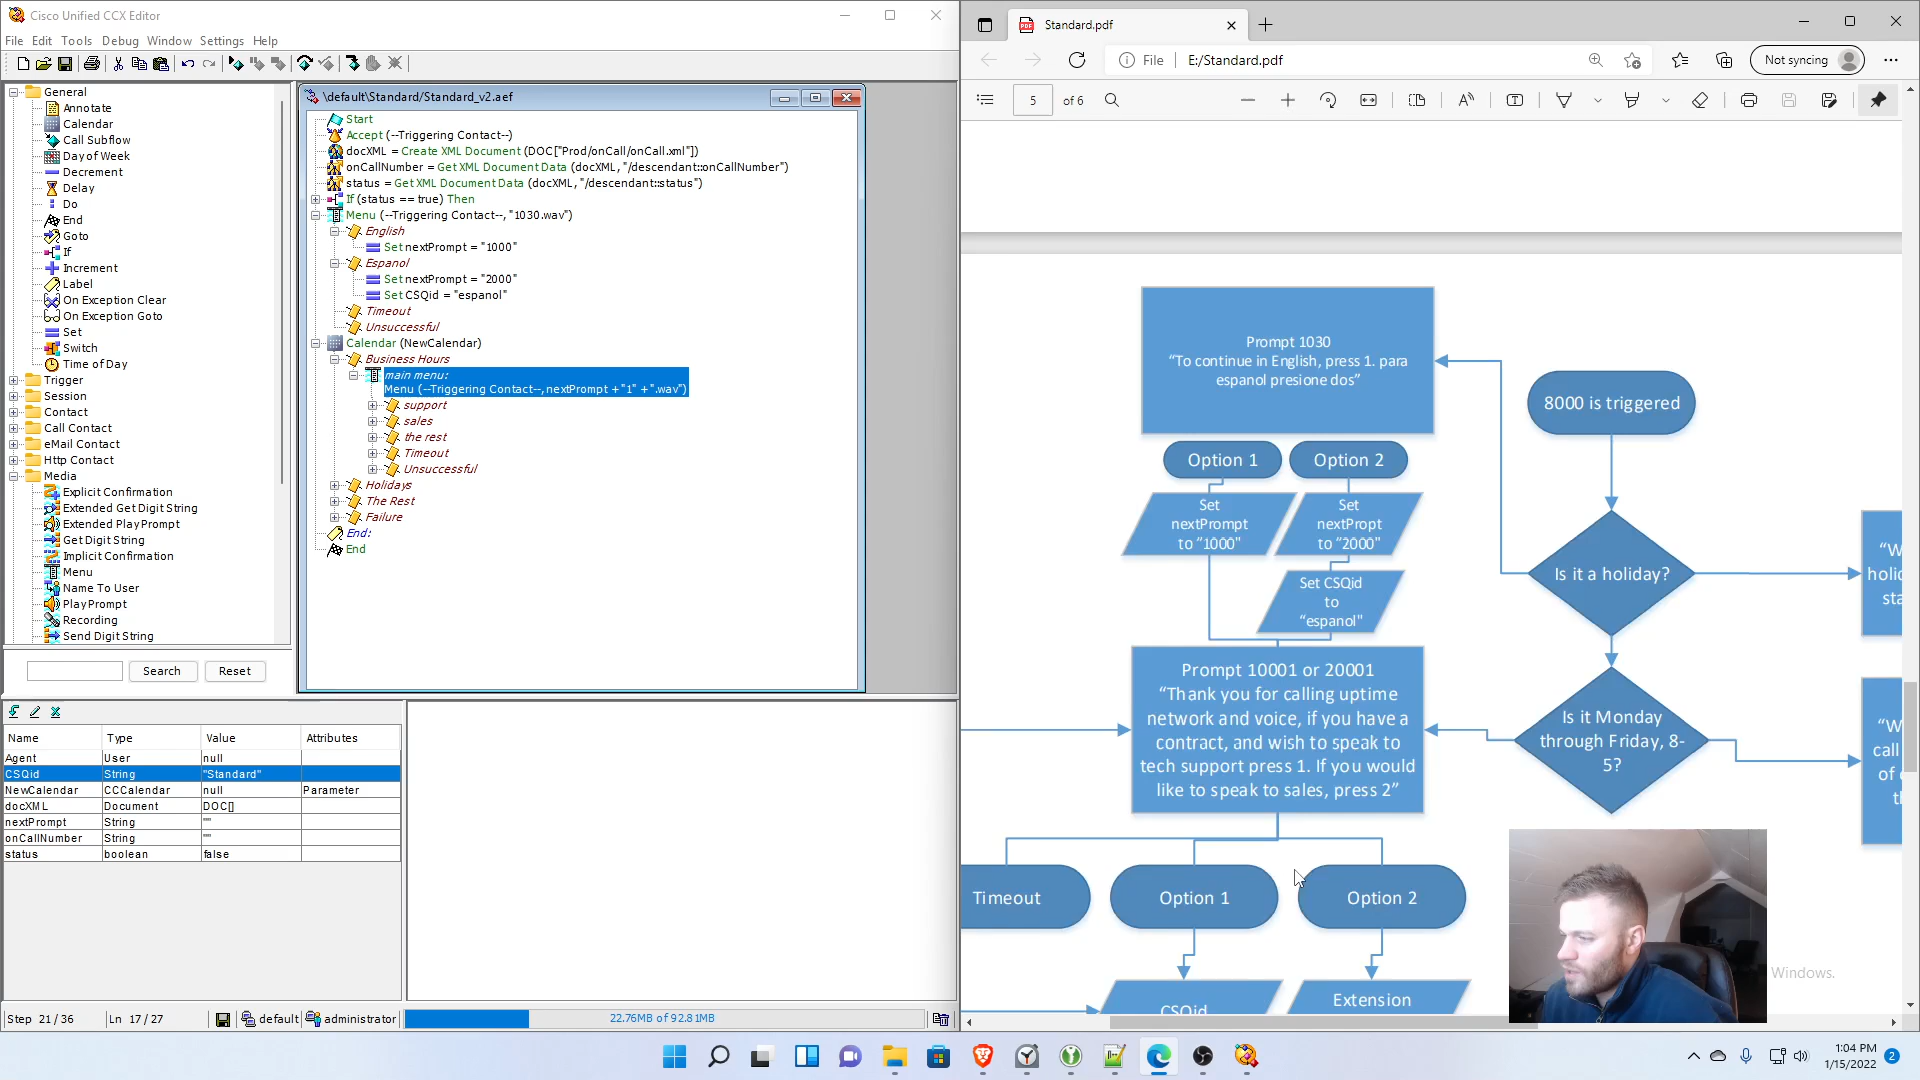 Cisco Unified CCX Editor
File Edit Tools Debug Window Settings Help
General
Annotate
Calendar
Call Subflow
Day of Week
Decrement
Delay
Do
End
Goto
If
Increment
Label
On Exception Clear
On Exception Goto
Set
Switch
Time of Day
Trigger
Session
Contact
Call Contact
eMail Contact
Http Contact
Media
Explicit Confirmation
Extended Get Digit String
Extended Play Prompt
Get Digit String
Implicit Confirmation
Menu
Name To User
Play Prompt
Recording
Send Digit String
Search
Reset
\default\Standard/Standard_v2.aef
Start
Accept (--Triggering Contact--)
docXML = Create XML Document (DOC["Prod/onCall/onCall.xml"])
onCallNumber = Get XML Document Data (docXML, "/descendant::onCallNumber")
status = Get XML Document Data (docXML, "/descendant::status")
If (status == true) Then
Menu (--Triggering Contact--, "1030.wav")
English
Set nextPrompt = "1000"
Espanol
Set nextPrompt = "2000"
Set CSQid = "espanol"
Timeout
Unsuccessful
Calendar (NewCalendar)
Business Hours
main menu:
Menu (--Triggering Contact--, nextPrompt + "1" + ".wav")
support
sales
the rest
Timeout
Unsuccessful
Holidays
The Rest
Failure
End:
End
Name Type Value Attributes
Agent User null
CSQid String "Standard"
NewCalendar CCCalendar null Parameter
docXML Document DOC[]
nextPrompt String ""
onCallNumber String ""
status boolean false
Step 21 / 36 Ln 17 / 27 default administrator 22.76MB of 92.81MB
Standard.pdf
File E:/Standard.pdf Not syncing
5 of 6
Prompt 1030
“To continue in English, press 1. para
espanol presione dos”
8000 is triggered
Option 1
Option 2
Set
nextPrompt
to “1000"
Set
nextPropt
to “2000"
Set CSQid
to
“espanol"
Is it a holiday?
“W
holid
sta
Prompt 10001 or 20001
“Thank you for calling uptime
network and voice, if you have a
contract, and wish to speak to
tech support press 1. If you would
like to speak to sales, press 2”
Is it Monday
through Friday, 8-
5?
“W
call
of
th
Timeout
Option 1
Option 2
CSQid
Extension
Windows.
1:04 PM
1/15/2022
2